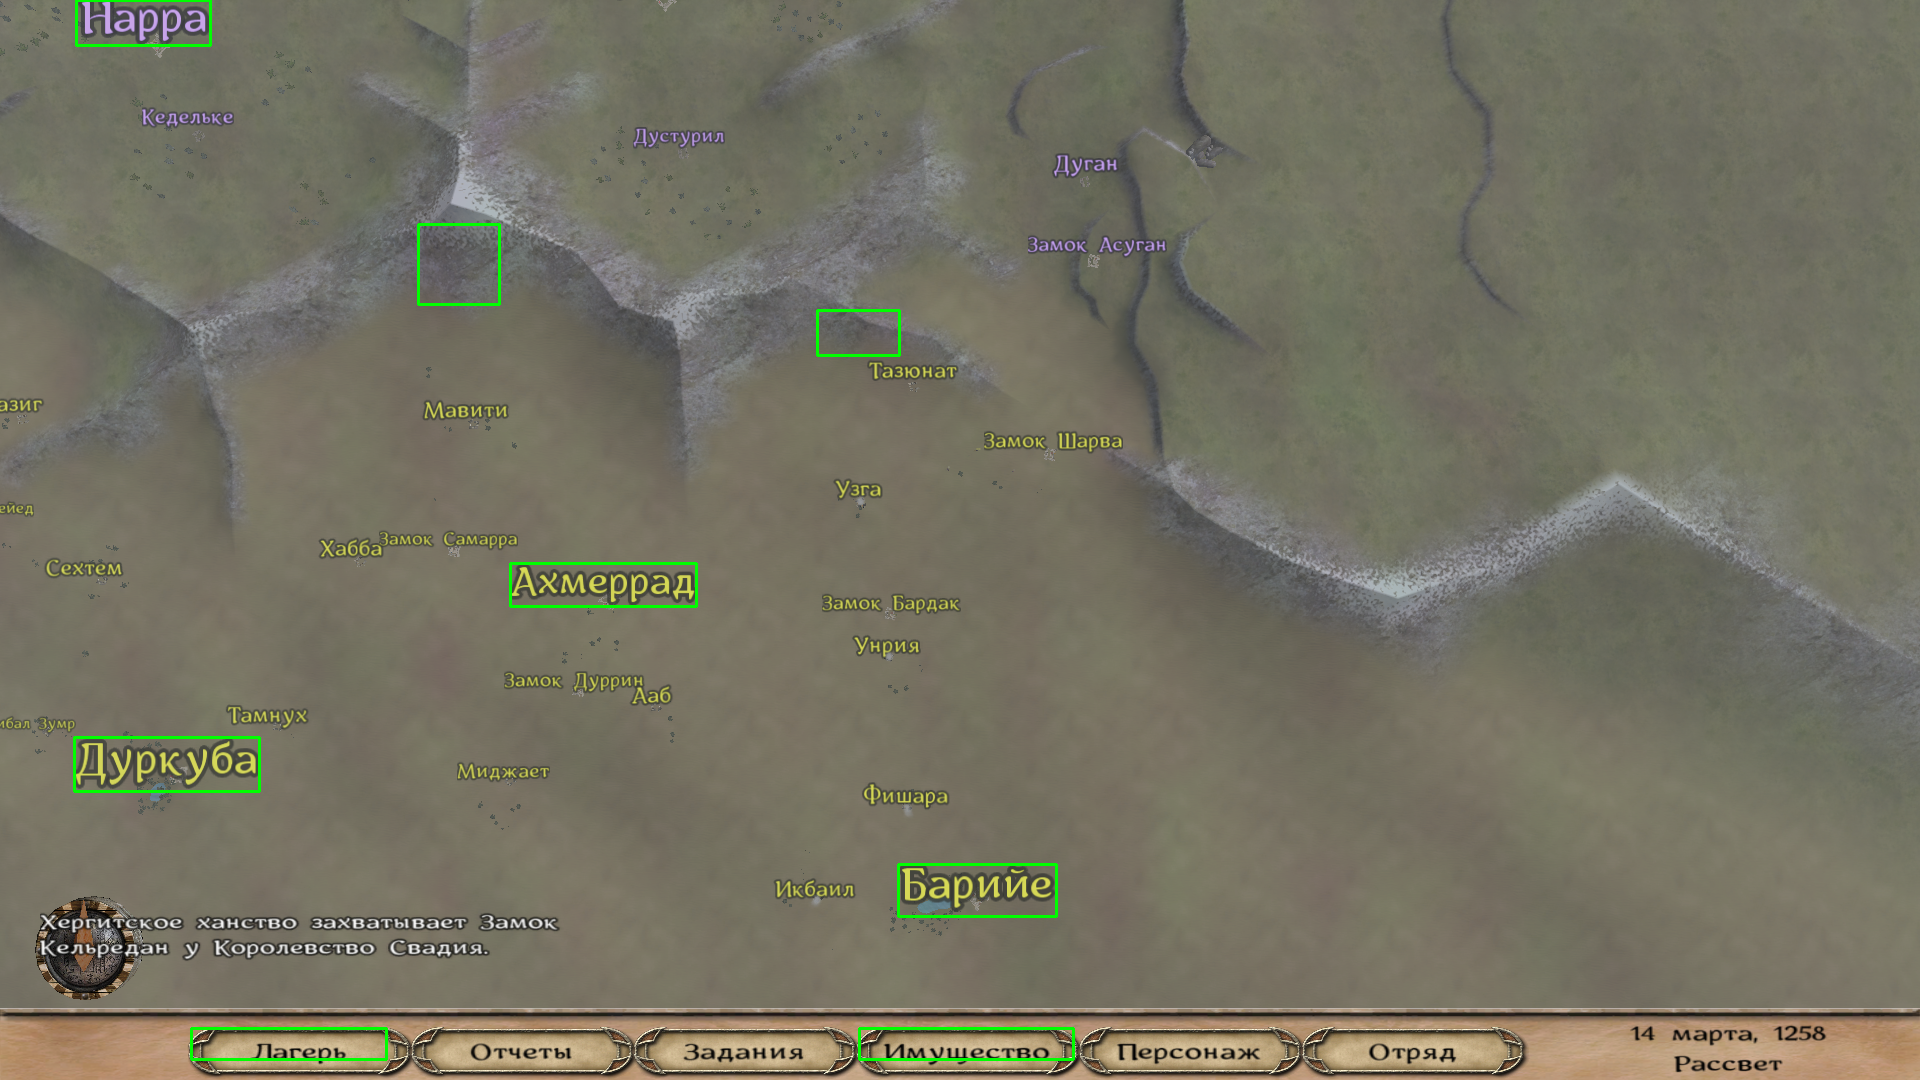 Нарра
Кедельке
Дустурил
Дуган
Замок Асуган
Тазюнат
азиг
Мавити
Замок Шарва
Узга
ейед
Замок Самарра
Хабба
Сехтем
Ахмеррад
Замок Бардак
Унрия
Замок Дуррин
Ааб
Тамнух
ибал Зумр
Дуркуба
Миджает
Фишара
Икбаил
Барийе
Хергитское ханство захватывает Замок
Кельредан у Королевство Свадия.
14 марта, 1258
Лагерь Отчеты Задания Имущество Персонаж Отряд
Рассвет